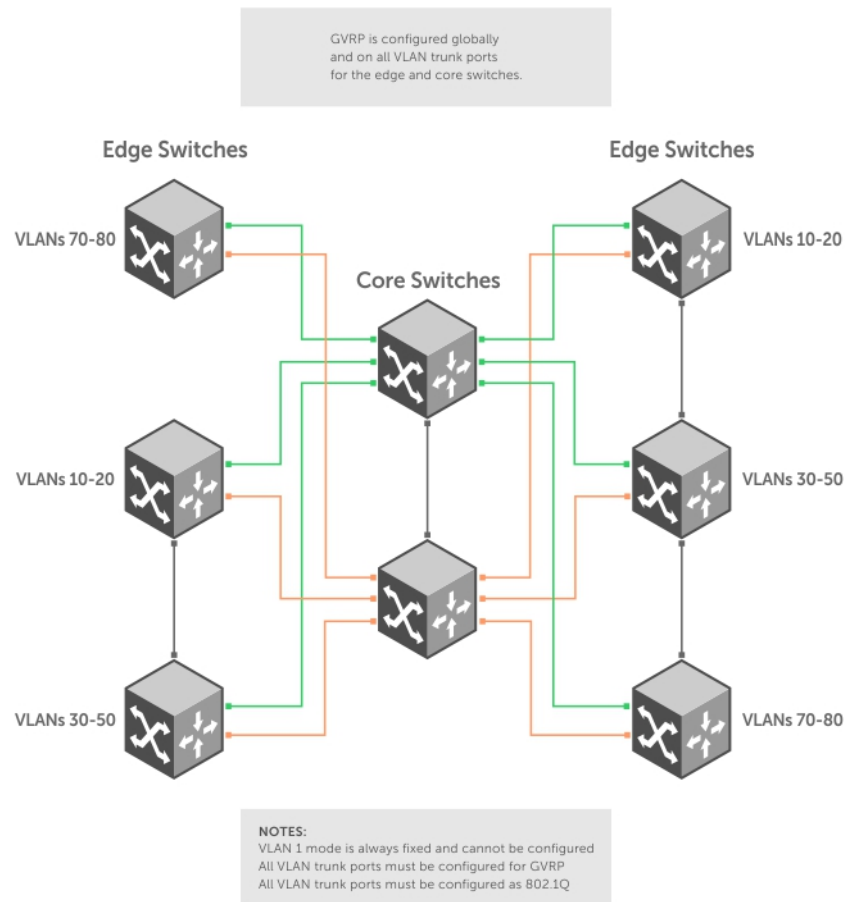 GVRP is configured globally
and on all VLAN trunk ports
for the edge and core switches.
Edge Switches
Edge Switches
VLANs 70-80
VLANs 10-20
Core Switches
VLANs 10-20
VLANs 30-50
VLANs 30-50
VLANs 70-80
NOTES:
VLAN 1 mode is always fixed and cannot be configured
All VLAN trunk ports must be configured for GVRP
All VLAN trunk ports must be configured as 802.1Q